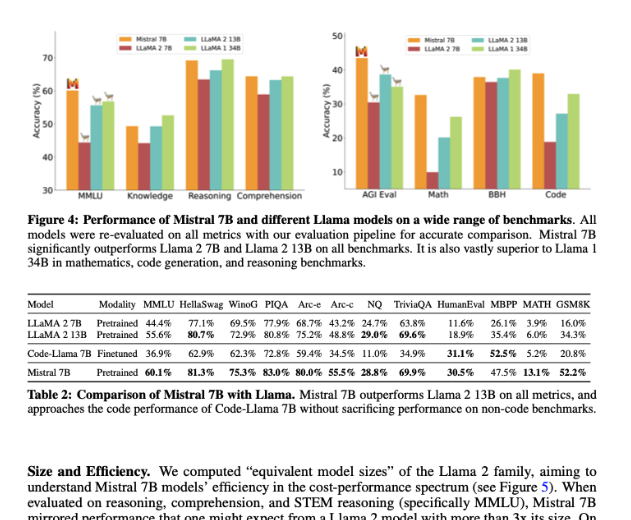 Mistral 7B
LLaMA 2 7B
LLaMA 2 13B
LLaMA 1 34B
Accuracy (%)
70
60
50
40
30
MMLU Knowledge Reasoning Comprehension
Mistral 7B
LLaMA 2 7B
LLaMA 2 13B
LLaMA 1 34B
Accuracy (%)
50
40
30
20
10
AGI Eval Math BBH Code
Figure 4: Performance of Mistral 7B and different Llama models on a wide range of benchmarks. All
models were re-evaluated on all metrics with our evaluation pipeline for accurate comparison. Mistral 7B
significantly outperforms Llama 2 7B and Llama 2 13B on all benchmarks. It is also vastly superior to Llama 1
34B in mathematics, code generation, and reasoning benchmarks.
Model Modality MMLU HellaSwag WinoG PIQA Arc-e Arc-c NQ TriviaQA HumanEval MBPP MATH GSM8K
LLaMA 2 7B Pretrained 44.4% 77.1% 69.5% 77.9% 68.7% 43.2% 24.7% 63.8% 11.6% 26.1% 3.9% 16.0%
LLaMA 2 13B Pretrained 55.6% 80.7% 72.9% 80.8% 75.2% 48.8% 29.0% 69.6% 18.9% 35.4% 6.0% 34.3%
Code-Llama 7B Finetuned 36.9% 62.9% 62.3% 72.8% 59.4% 34.5% 11.0% 34.9% 31.1% 52.5% 5.2% 20.8%
Mistral 7B Pretrained 60.1% 81.3% 75.3% 83.0% 80.0% 55.5% 28.8% 69.9% 30.5% 47.5% 13.1% 52.2%
Table 2: Comparison of Mistral 7B with Llama. Mistral 7B outperforms Llama 2 13B on all metrics, and
approaches the code performance of Code-Llama 7B without sacrificing performance on non-code benchmarks.
Size and Efficiency. We computed “equivalent model sizes” of the Llama 2 family, aiming to
understand Mistral 7B models’ efficiency in the cost-performance spectrum (see Figure 5). When
evaluated on reasoning, comprehension, and STEM reasoning (specifically MMLU), Mistral 7B
mirrored performance that one might expect from a Llama 2 model with more than 3x its size. On